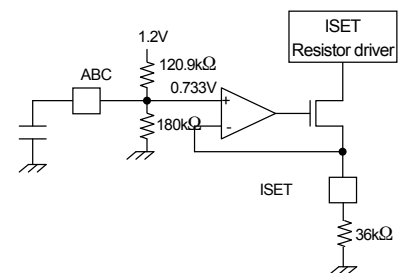 ISET
Resistor driver
1.2V
120.9kΩ
ABC
0.733V
+
-
180kΩ
ISET
36kΩ